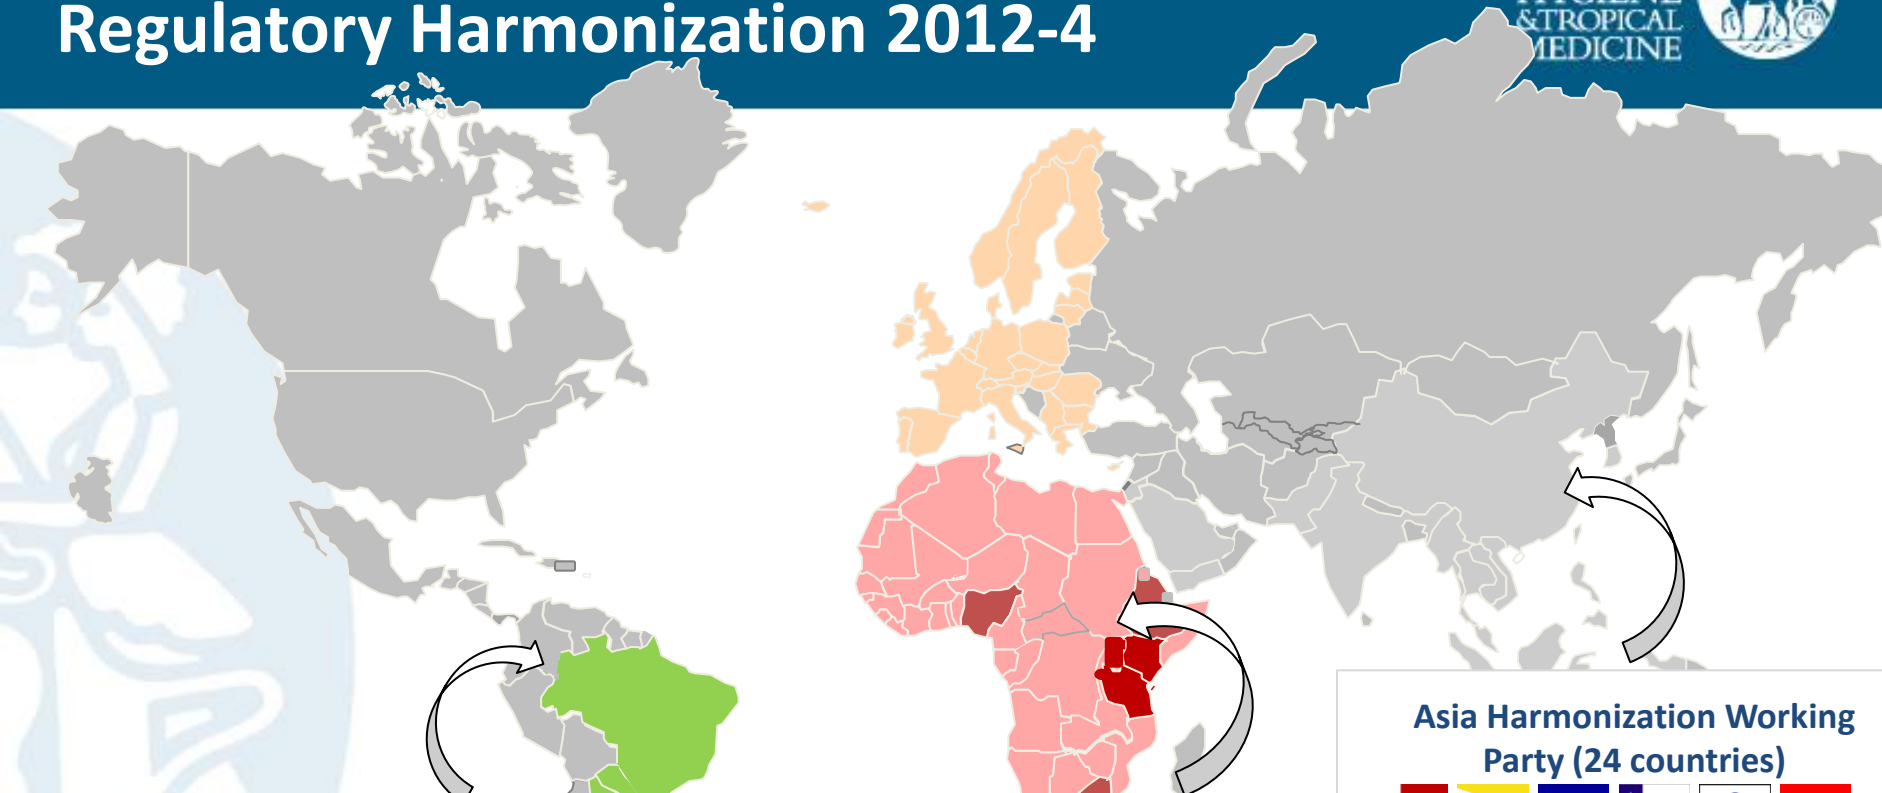 Regulatory Harmonization 2012-4
&TROPICAL
MEDICINE
Asia Harmonization Working
Party (24 countries)